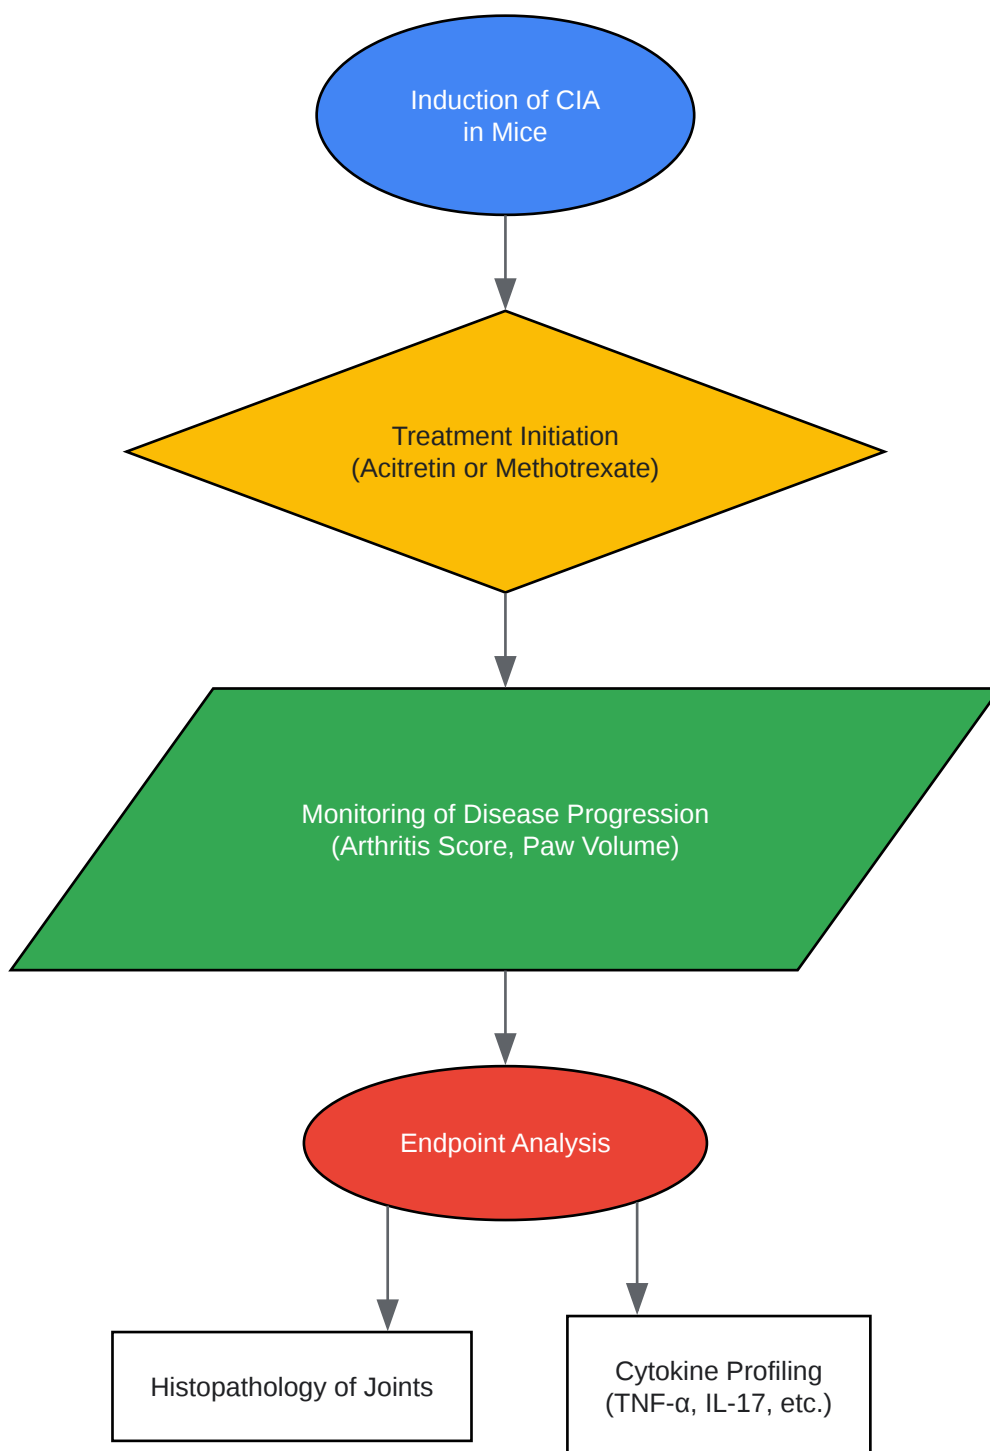 Induction of CIA
in Mice
Treatment Initiation
(Acitretin or Methotrexate)
Monitoring of Disease Progression
(Arthritis Score, Paw Volume)
Endpoint Analysis
Histopathology of Joints
Cytokine Profiling
(TNF-α, IL-17, etc.)